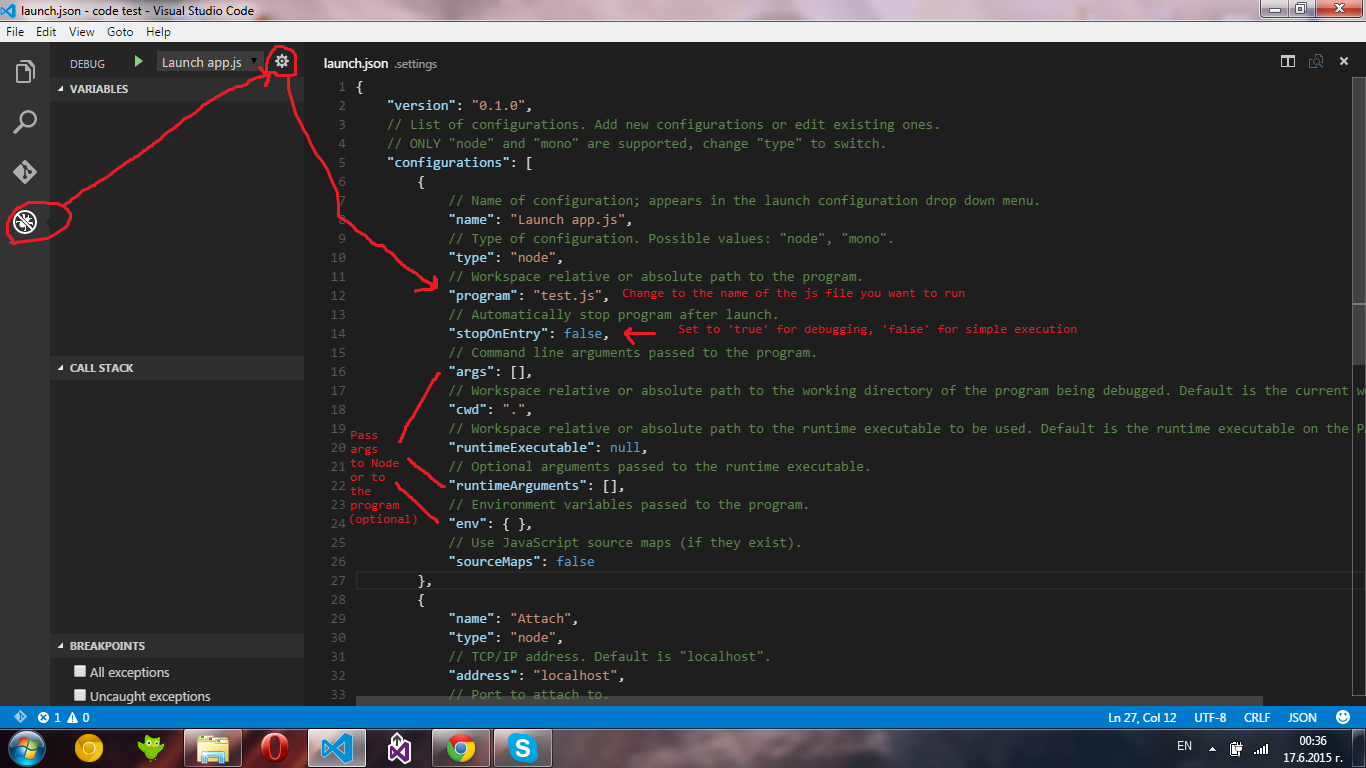 launch.json - code test - Visual Studio Code
File Edit View Goto Help
DEBUG Launch app.js
VARIABLES
CALL STACK
BREAKPOINTS
All exceptions
Uncaught exceptions
launch.json .settings
1 {
2 "version": "0.1.0",
3 // List of configurations. Add new configurations or edit existing ones.
4 // ONLY "node" and "mono" are supported, change "type" to switch.
5 "configurations": [
6 {
7 // Name of configuration; appears in the launch configuration drop down menu.
8 "name": "Launch app.js",
9 // Type of configuration. Possible values: "node", "mono".
10 "type": "node",
11 // Workspace relative or absolute path to the program.
12 "program": "test.js", Change to the name of the js file you want to run
13 // Automatically stop program after launch.
14 "stopOnEntry": false, Set to 'true' for debugging, 'false' for simple execution
15 // Command line arguments passed to the program.
16 "args": [],
17 // Workspace relative or absolute path to the working directory of the program being debugged. Default is the current w
18 "cwd": ".",
19 // Workspace relative or absolute path to the runtime executable to be used. Default is the runtime executable on the P
20 "runtimeExecutable": null,
21 // Optional arguments passed to the runtime executable.
22 "runtimeArguments": [],
23 // Environment variables passed to the program.
24 "env": { },
25 // Use JavaScript source maps (if they exist).
26 "sourceMaps": false
27 },
28 {
29 "name": "Attach",
30 "type": "node",
31 // TCP/IP address. Default is "localhost".
32 "address": "localhost",
33 // Port to attach to.
Pass
args
to Node
or to
the
program
(optional)
1 0 Ln 27, Col 12 UTF-8 CRLF JSON
EN 00:36
17.6.2015 г.